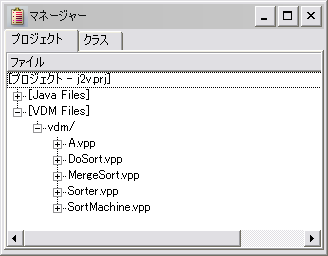 マネージャー
プロジェクト クラス
ファイル
[プロジェクト - j2v.prj]
[Java Files]
[VDM Files]
vdm/
A.vpp
DoSort.vpp
MergeSort.vpp
Sorter.vpp
SortMachine.vpp